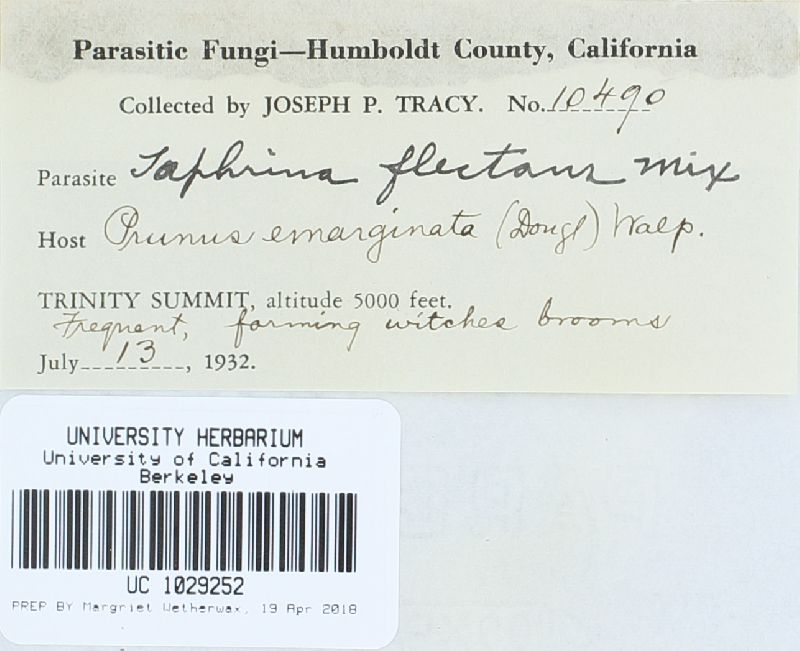 Parasitic Fungi—Humboldt County, California
Collected by JOSEPH P. TRACY. No. 10490
Parasite Taphrina flectans Mix
Host Prunus emarginata (Dougl) Walp.
TRINITY SUMMIT, altitude 5000 feet.
Frequent, forming witches brooms
July 13, 1932.
UNIVERSITY HERBARIUM
University of California
Berkeley
UC 1029252
PREP BY Margriet Wetherwax, 19 Apr 2018